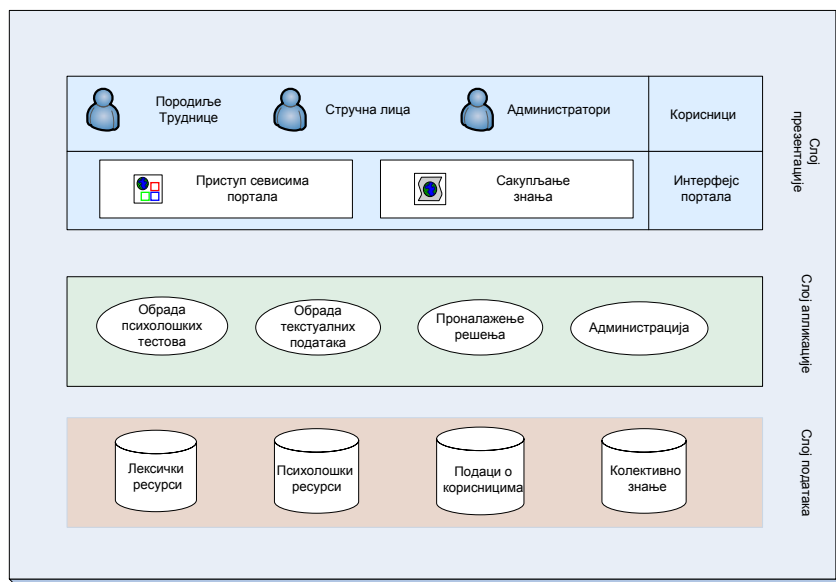 Породиље
Труднице
Стручна лица
Администратори
Корисници
Приступ севисима
портала
Сакупљање
знања
Интерфејс
портала
Слој
презентације
Обрада
психолошких
тестова
Обрада
текстуалних
података
Проналажење
решења
Администрација
Слој апликације
Лексички
ресурси
Психолошки
ресурси
Подаци о
корисницима
Колективно
знање
Слој података